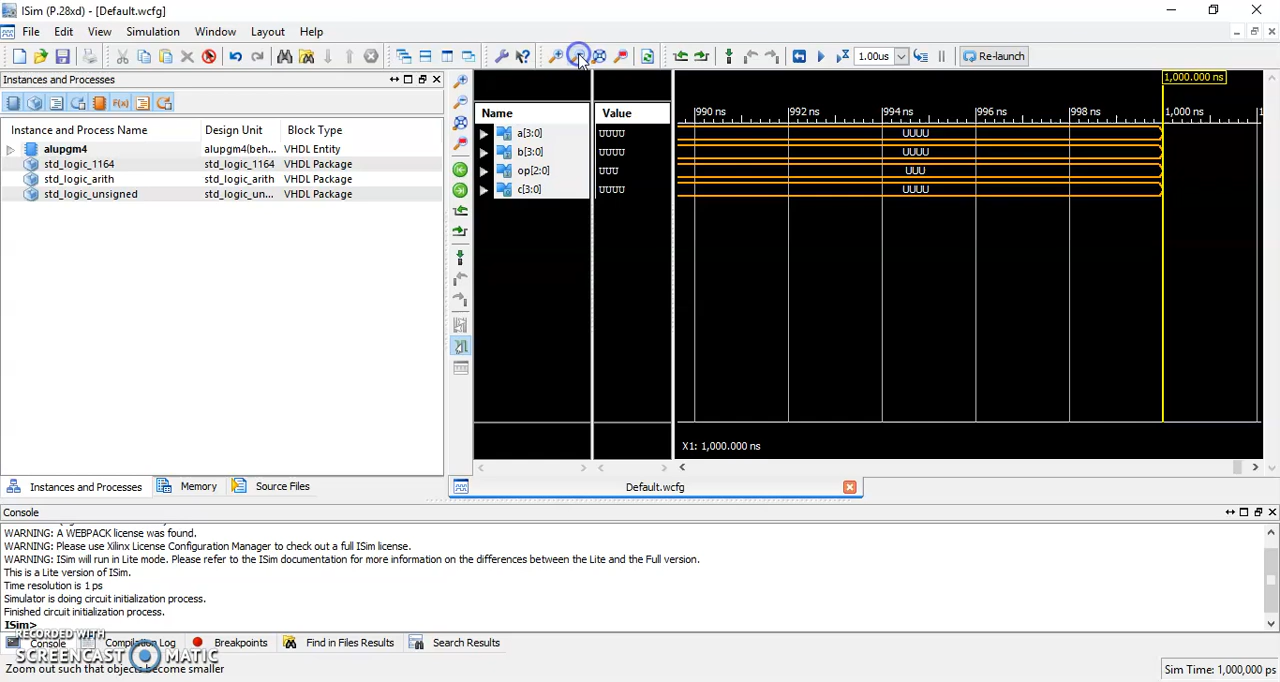 ISim (P.28xd) - [Default.wcfg]
File Edit View Simulation Window Layout Help
1.00us Re-launch
Instances and Processes
Instance and Process Name Design Unit Block Type
alupgm4 alupgm4(beh... VHDL Entity
std_logic_1164 std_logic_1164 VHDL Package
std_logic_arith std_logic_arith VHDL Package
std_logic_unsigned std_logic_un... VHDL Package
Name Value
a[3:0] UUUU
b[3:0] UUUU
op[2:0] UUU
c[3:0] UUUU
1,000.000 ns
990 ns 992 ns 994 ns 996 ns 998 ns 1,000 ns
UUUU
UUUU
UUU
UUUU
X1: 1,000.000 ns
Instances and Processes Memory Source Files
Default.wcfg
Console
WARNING: A WEBPACK license was found.
WARNING: Please use Xilinx License Configuration Manager to check out a full ISim license.
WARNING: ISim will run in Lite mode. Please refer to the ISim documentation for more information on the differences between the Lite and the Full version.
This is a Lite version of ISim.
Time resolution is 1 ps
Simulator is doing circuit initialization process.
Finished circuit initialization process.
ISim>
Console Compilation Log Breakpoints Find in Files Results Search Results
RECORDED WITH
SCREENCAST MATIC
Zoom out such that objects become smaller
Sim Time: 1,000,000 ps